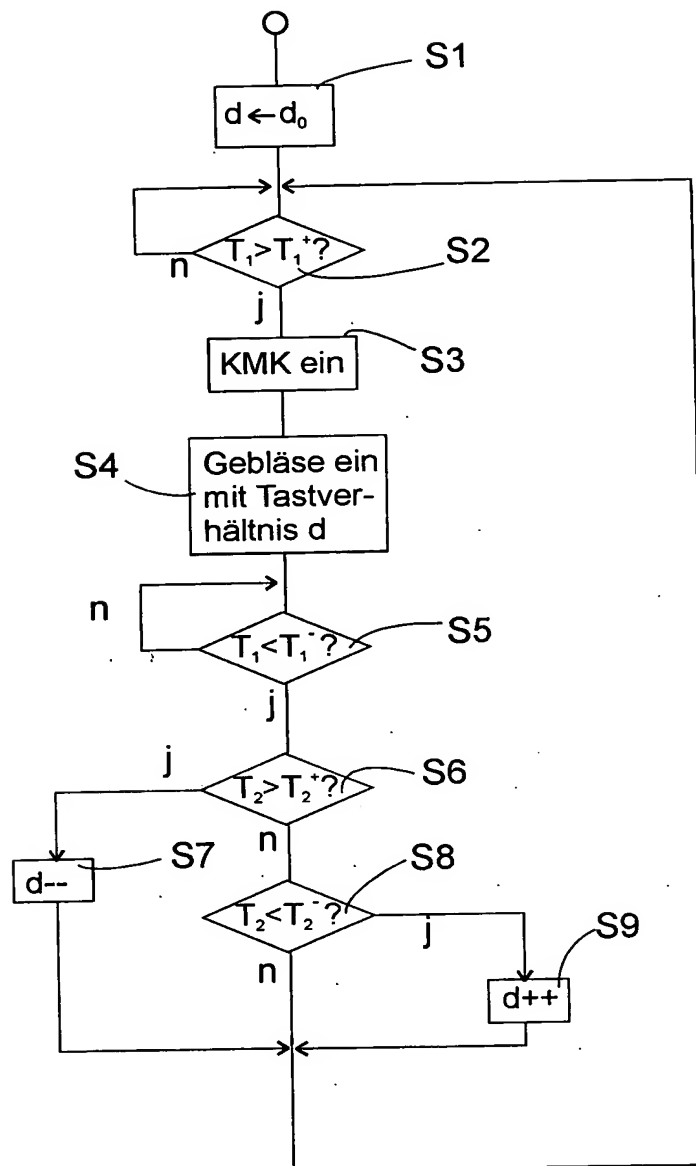 S1
d ← d₀
T₁>T₁⁺?
n
S2
j
KMK ein
S3
S4
Gebläse ein
mit Tastver-
hältnis d
n
T₁<T₁⁻?
S5
j
j
T₂>T₂⁺?
S6
n
S7
d--
S8
T₂<T₂⁻?
j
S9
n
d++